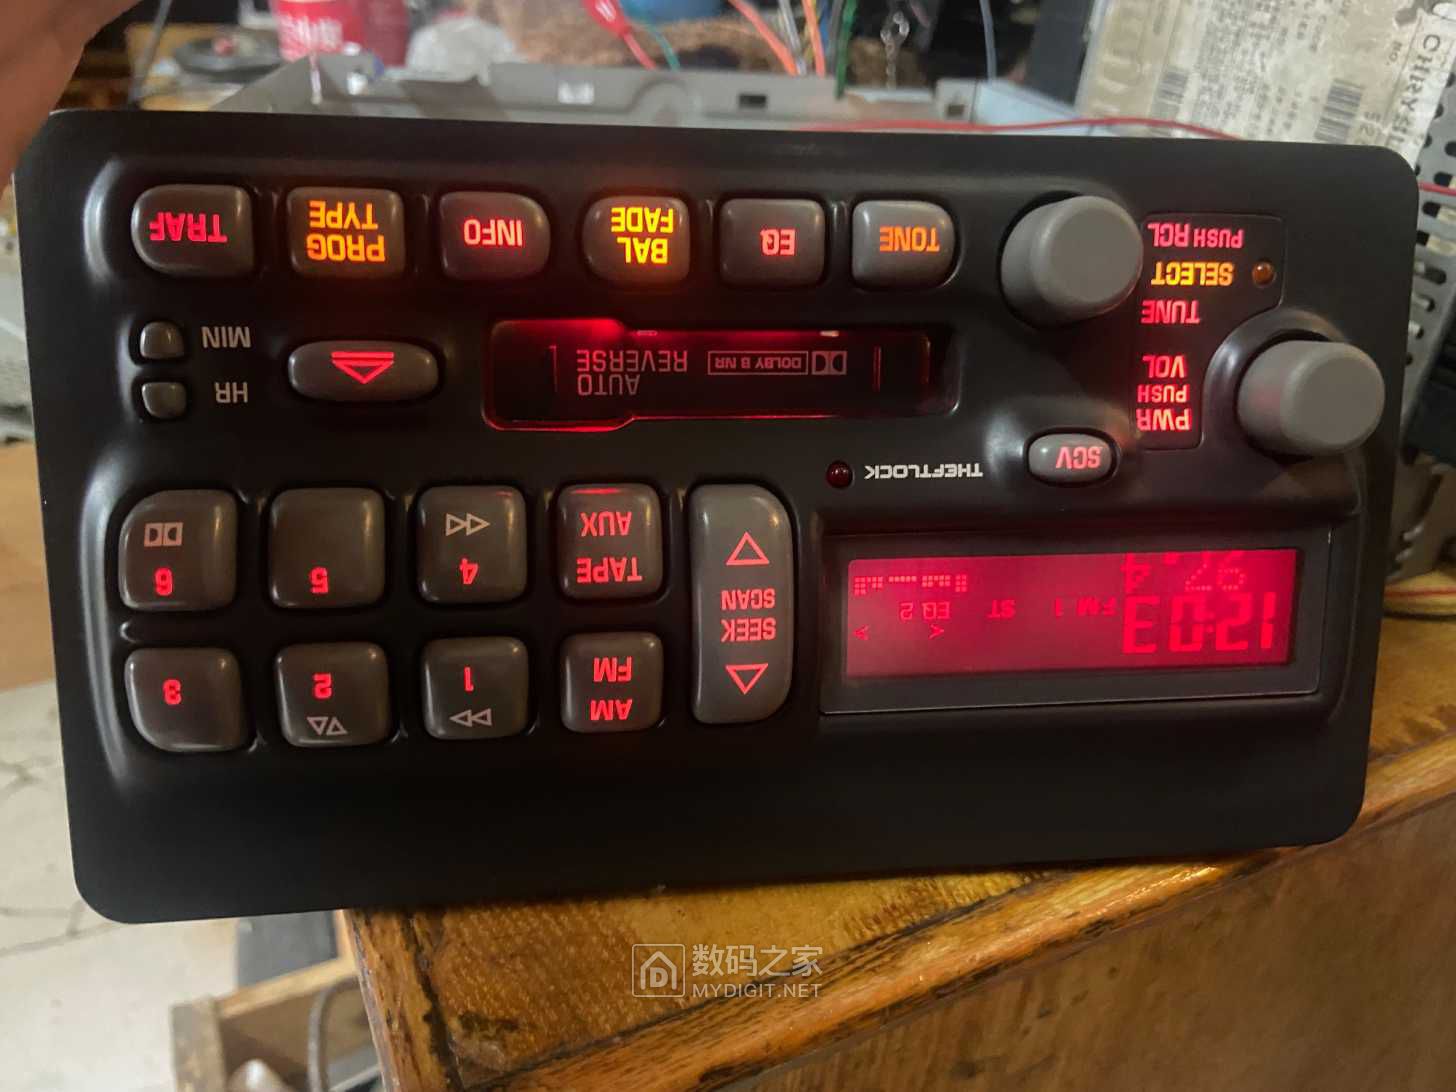 12:03
FM 1 ST EQ 2
AM
FM
1
2
3
SEEK
SCAN
TAPE
AUX
4
5
6
SCV
THEFTLOCK
PWR
PUSH
VOL
DOLBY B NR
AUTO
REVERSE
HR
MIN
TUNE
SELECT
PUSH RCL
TONE
EQ
BAL
FADE
INFO
PROG
TYPE
TRAF
数码之家
MYDIGIT.NET